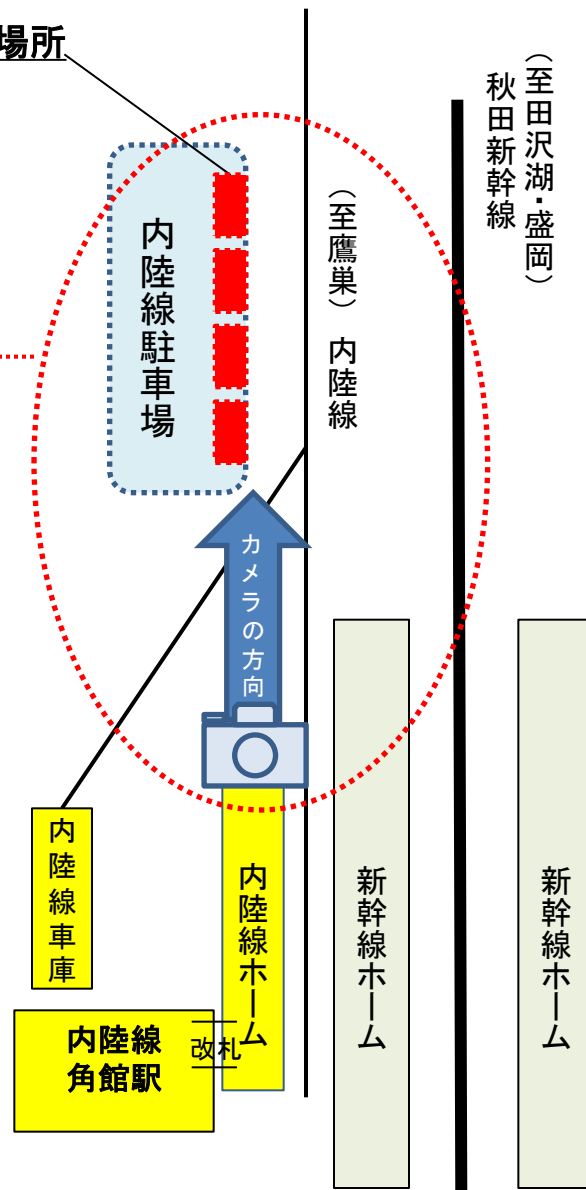 場所
(至田沢湖・盛岡)
秋田新幹線
(至鷹巣) 内陸線
内陸線駐車場
カメラの方向
内陸線車庫
内陸線ホーム
新幹線ホーム
新幹線ホーム
改札
内陸線
角館駅